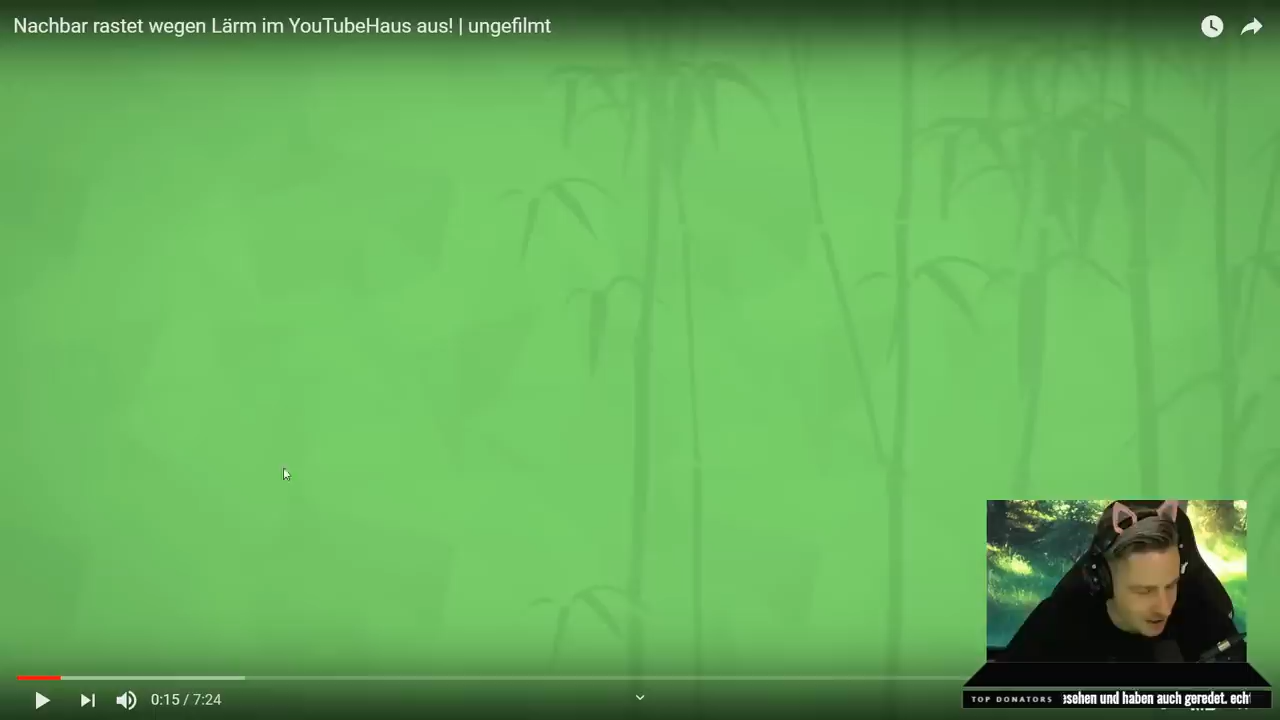 Nachbar rastet wegen Lärm im YouTubeHaus aus! | ungefilmt
0:15 / 7:24
TOP DONATORS
sehen und haben auch geredet. echt